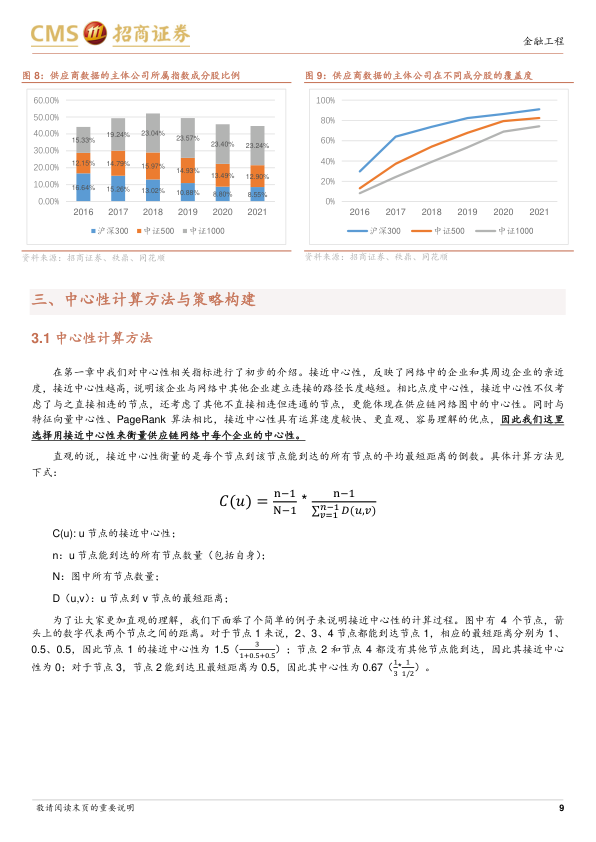 CMS 招商证券
金融工程
图 8：供应商数据的主体公司所属指数成分股比例
60.00%
50.00%
40.00%
30.00%
20.00%
10.00%
0.00%
15.33% 19.24% 23.04% 23.57% 23.40% 23.24%
12.15% 14.79% 15.97% 14.93% 13.49% 12.90%
16.64% 15.26% 13.02% 10.88% 8.80% 8.55%
2016 2017 2018 2019 2020 2021
沪深300 中证500 中证1000
资料来源：招商证券、秩鼎、同花顺
图 9：供应商数据的主体公司在不同成分股的覆盖度
100%
80%
60%
40%
20%
0%
2016 2017 2018 2019 2020 2021
沪深300 中证500 中证1000
资料来源：招商证券、秩鼎、同花顺
三、中心性计算方法与策略构建
3.1 中心性计算方法
在第一章中我们对中心性相关指标进行了初步的介绍。接近中心性，反映了网络中的企业和其周边企业的亲近
度，接近中心性越高，说明该企业与网络中其他企业建立连接的路径长度越短。相比点度中心性，接近中心性不仅考
虑了与之直接相连的节点，还考虑了其他不直接相连但连通的节点，更能体现在供应链网络图中的中心性。同时与
特征向量中心性、PageRank 算法相比，接近中心性具有运算速度较快、更直观、容易理解的优点，因此我们这里
选择用接近中心性来衡量供应链网络中每个企业的中心性。
直观的说，接近中心性衡量的是每个节点到该节点能到达的所有节点的平均最短距离的倒数。具体计算方法见
下式：
C(u) = n−1/N−1 * n−1/∑_{v=1}^{n−1} D(u,v)
C(u): u 节点的接近中心性；
n：u 节点能到达的所有节点数量（包括自身）；
N：图中所有节点数量；
D（u,v）：u 节点到 v 节点的最短距离；
为了让大家更加直观的理解，我们下面举了个简单的例子来说明接近中心性的计算过程。图中有 4 个节点，箭
头上的数字代表两个节点之间的距离。对于节点 1 来说，2、3、4 节点都能到达节点 1，相应的最短距离分别为 1、
0.5、0.5，因此节点 1 的接近中心性为 1.5（3/1+0.5+0.5）；节点 2 和节点 4 都没有其他节点能到达，因此其接近中心
性为 0；对于节点 3，节点 2 能到达且最短距离为 0.5，因此其中心性为 0.67（1/3*1/1/2）。
敬请阅读末页的重要说明
9